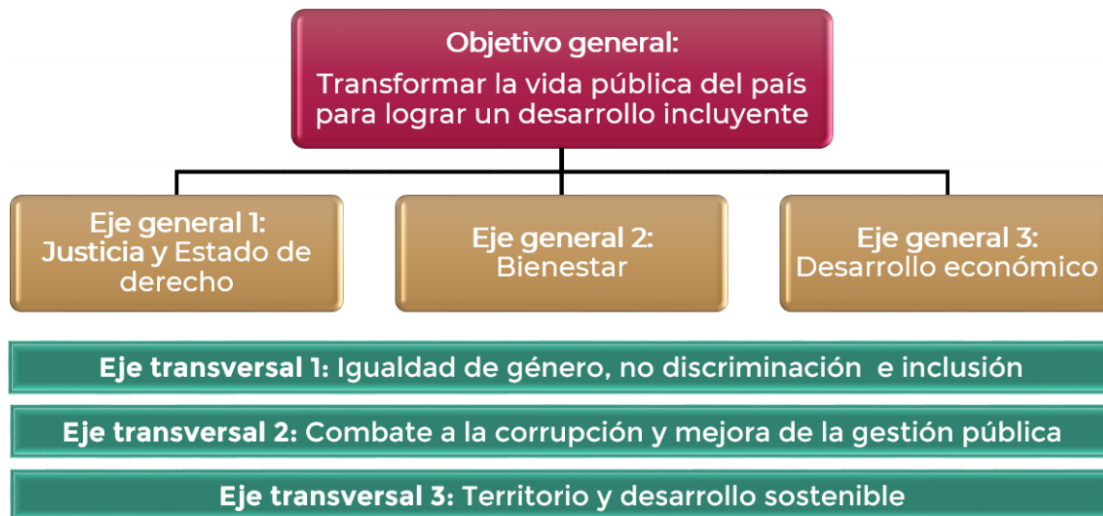 Objetivo general:
Transformar la vida pública del país
para lograr un desarrollo incluyente
Eje general 1:
Justicia y Estado de
derecho
Eje general 2:
Bienestar
Eje general 3:
Desarrollo económico
Eje transversal 1: Igualdad de género, no discriminación e inclusión
Eje transversal 2: Combate a la corrupción y mejora de la gestión pública
Eje transversal 3: Territorio y desarrollo sostenible